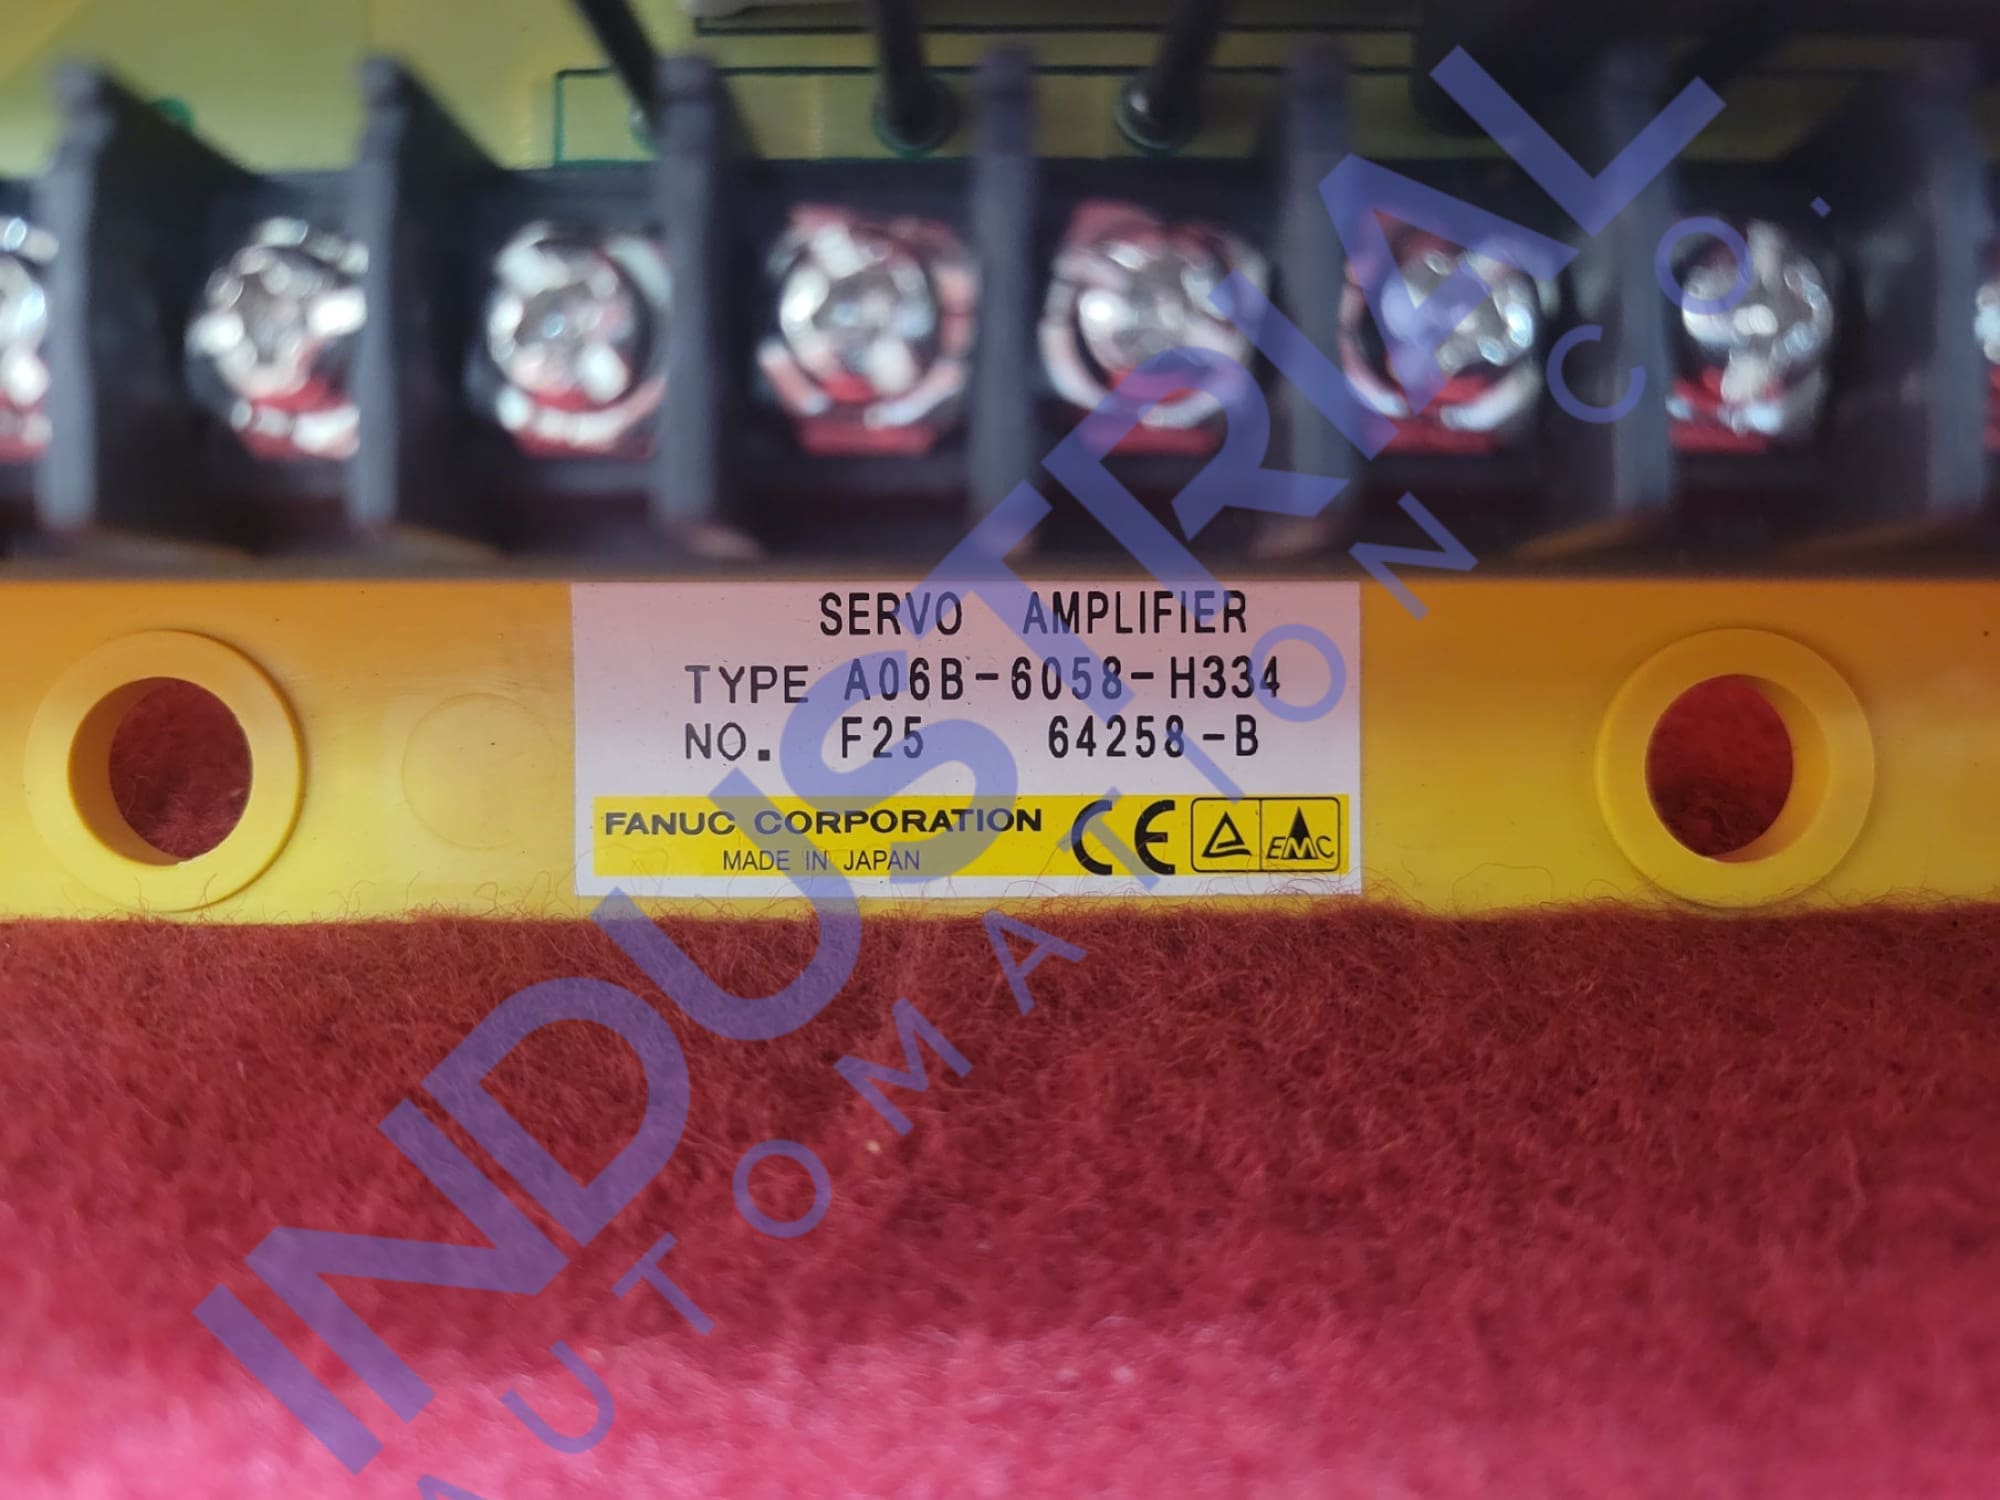 SERVO AMPLIFIER
TYPE A06B-6058-H334
NO. F25 64258-B
FANUC CORPORATION
MADE IN JAPAN
CE
EMC
INDUSTRIAL
AUTOMATION CO.